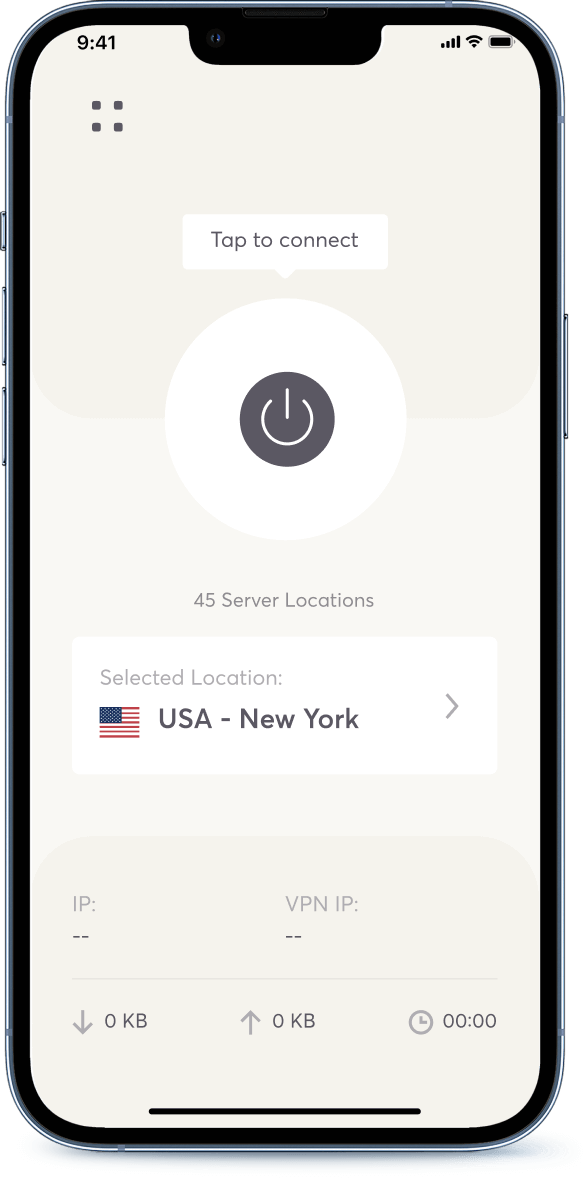 9:41
Tap to connect
45 Server Locations
Selected Location:
USA - New York
IP: VPN IP:
-- --
0 KB 0 KB 00:00